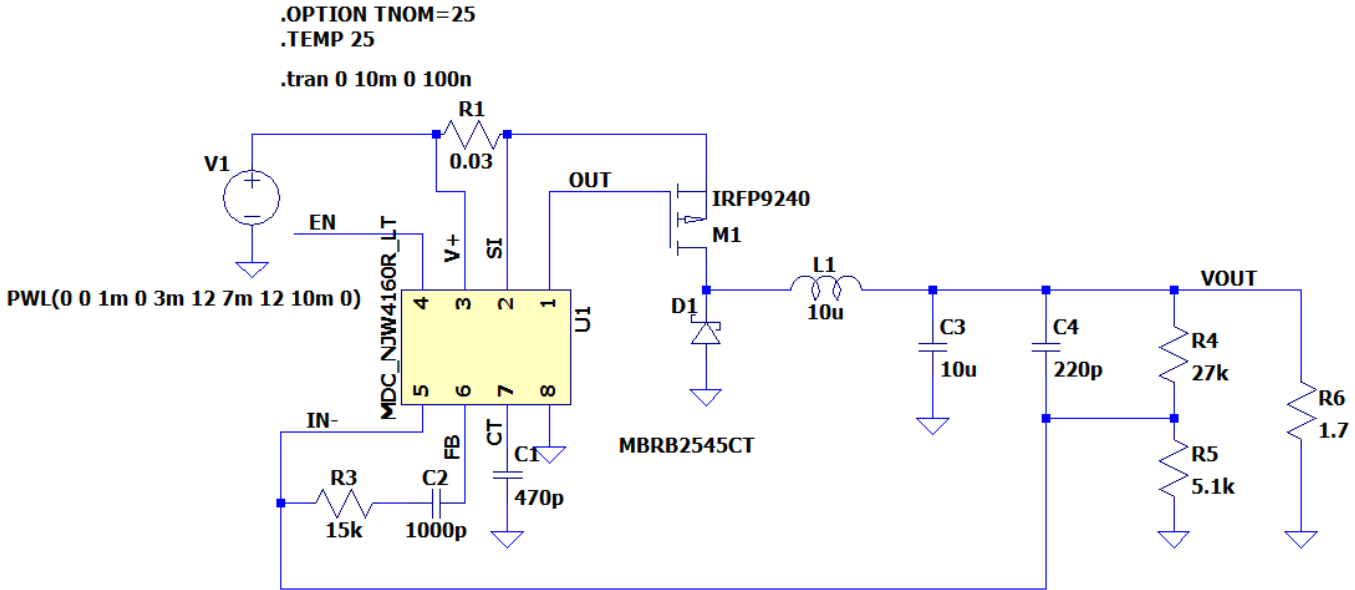 .OPTION TNOM=25
.TEMP 25
.tran 0 10m 0 100n
R1
0.03
V1
OUT
IRFP9240
M1
EN
V+
SI
MDC_NJW4160R_LT
PWL(0 0 1m 0 3m 12 7m 12 10m 0)
4 3 2 1
U1
5 6 7 8
D1
MBRB2545CT
L1
10u
VOUT
C3
10u
C4
220p
R4
27k
R6
1.7
R5
5.1k
IN-
FB
CT
C1
470p
R3
15k
C2
1000p